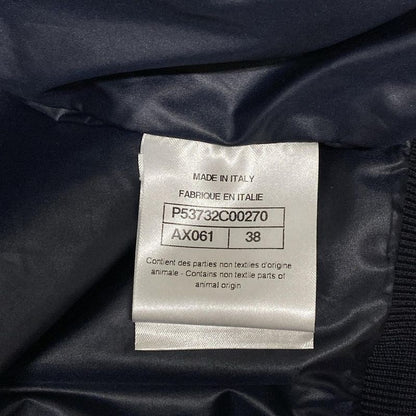 MADE IN ITALY
FABRIQUE EN ITALIE
P53732C00270
AX061 38
Contient des parties non textiles d'origine
animale - Contains non textile parts of
animal origin